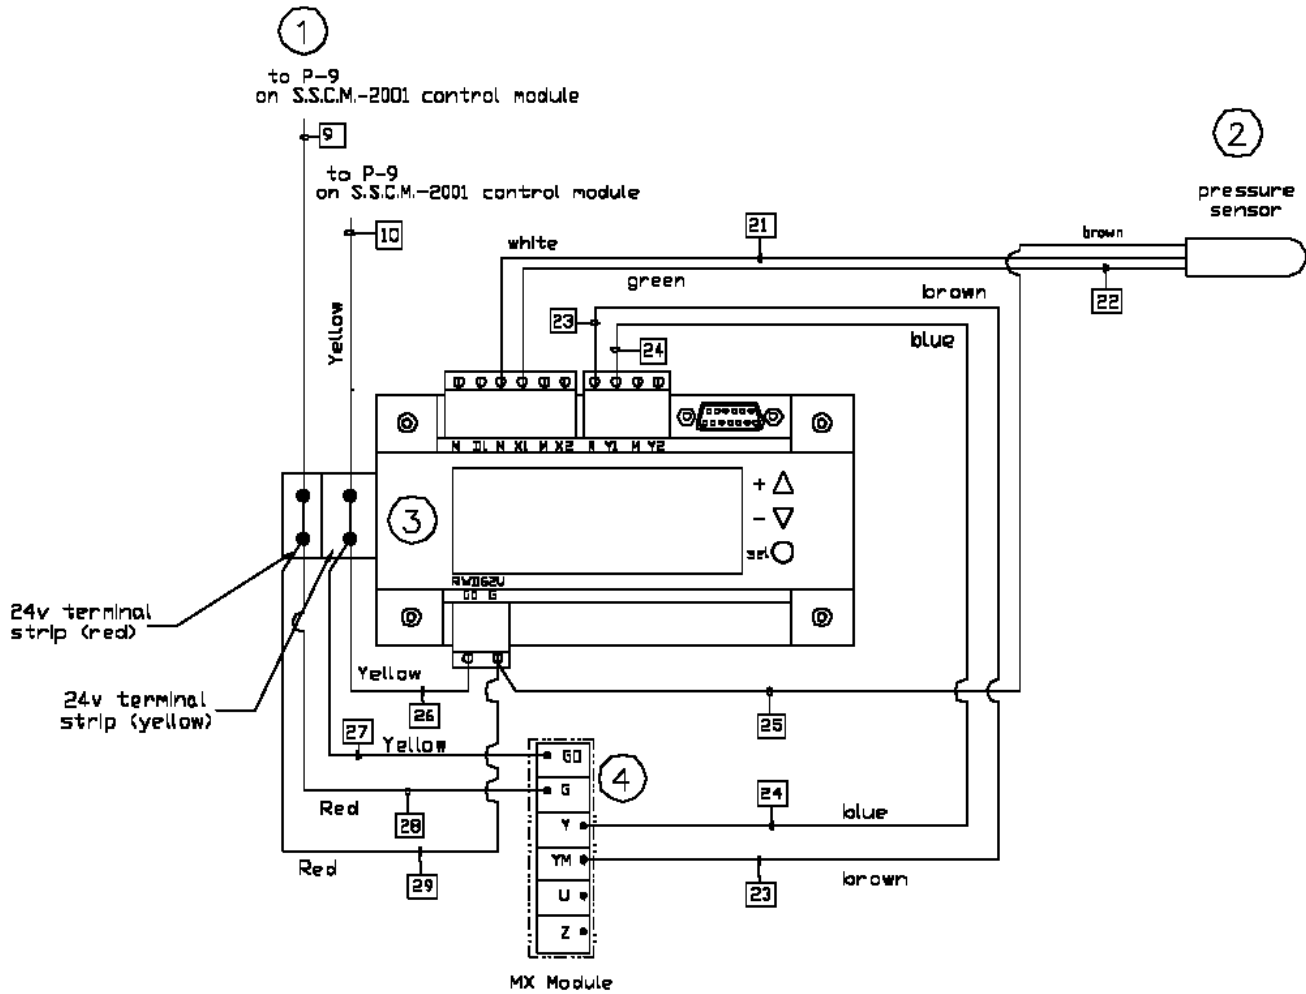 1
to P-9
on S.S.C.M.-2001 control module
9
2
to P-9
on S.S.C.M.-2001 control module
pressure
sensor
10
21
brown
white
green
22
brown
23
24
blue
Yellow
M D1 M X1 M X2 R Y1 M Y2
+
3
-
sel
RWD62U
G0 G
24v terminal
strip (red)
Yellow
24v terminal
strip (yellow)
26
25
27
Yellow
G0
4
G
24
Red
28
Y
blue
YM
Red
29
23
brown
U
Z
MX Module